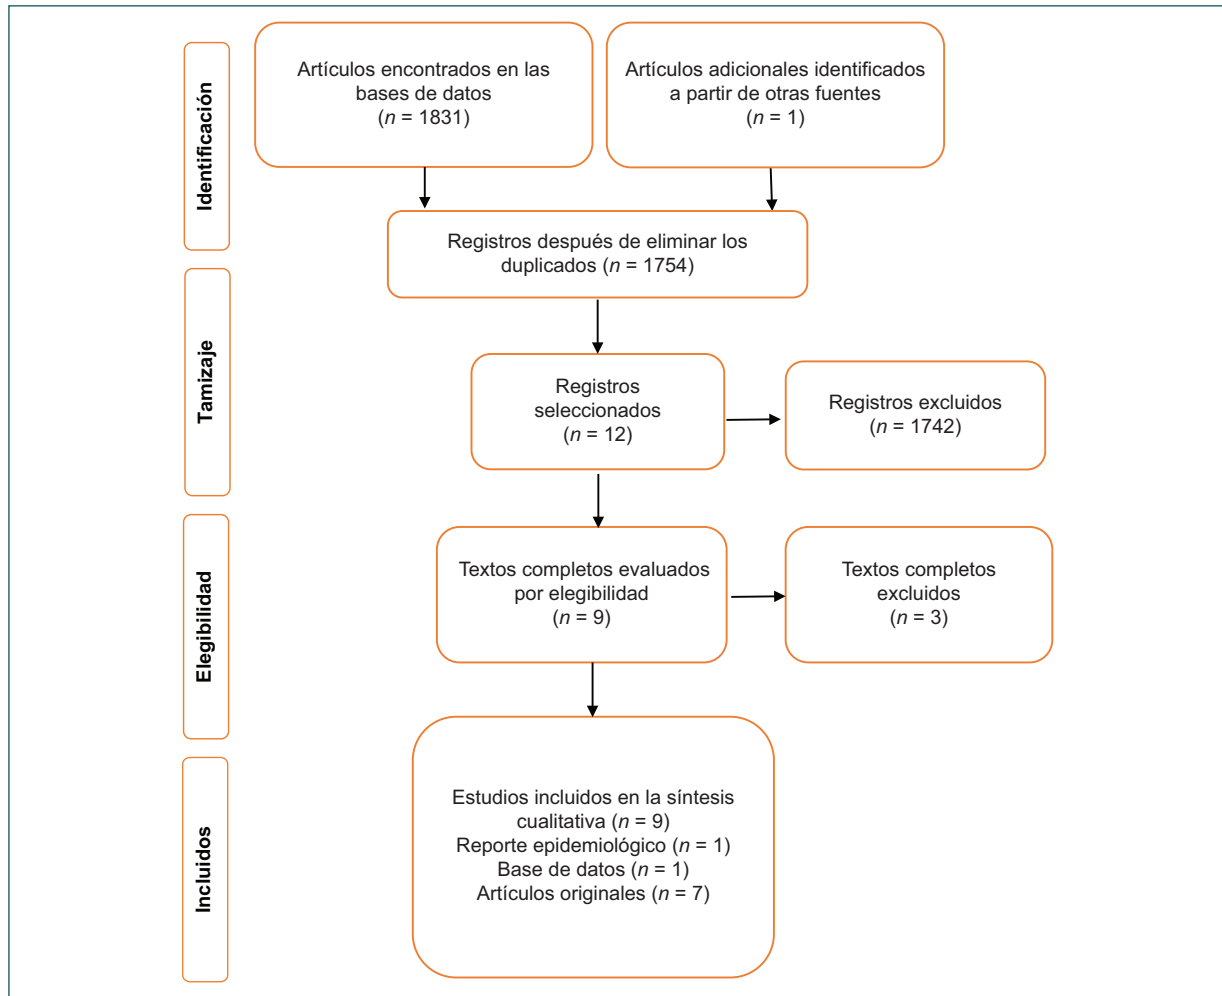 Identificación
Artículos encontrados en las
bases de datos
(n = 1831)
Artículos adicionales identificados
a partir de otras fuentes
(n = 1)
Registros después de eliminar los
duplicados (n = 1754)
Tamizaje
Registros
seleccionados
(n = 12)
Registros excluidos
(n = 1742)
Elegibilidad
Textos completos evaluados
por elegibilidad
(n = 9)
Textos completos
excluidos
(n = 3)
Incluidos
Estudios incluidos en la síntesis
cualitativa (n = 9)
Reporte epidemiológico (n = 1)
Base de datos (n = 1)
Artículos originales (n = 7)